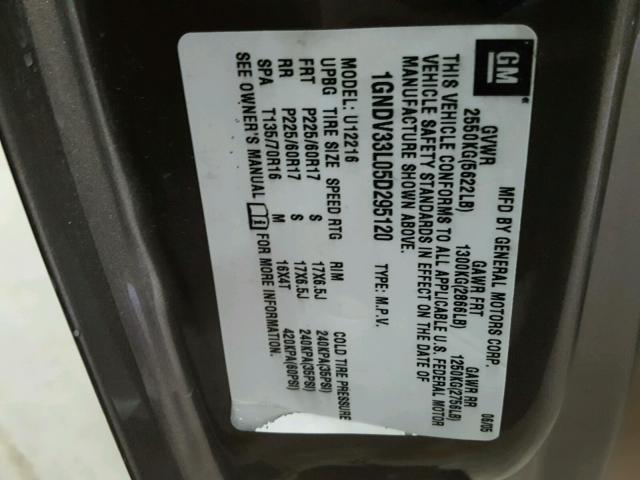 GM
MFD BY GENERAL MOTORS CORP. 06/05
GVWR GAWR FRT GAWR RR
2550KG(5622LB) 1300KG(2866LB) 1250KG(2756LB)
THIS VEHICLE CONFORMS TO ALL APPLICABLE U.S. FEDERAL MOTOR
VEHICLE SAFETY STANDARDS IN EFFECT ON THE DATE OF
MANUFACTURE SHOWN ABOVE.
1GNDV33L05D295120 TYPE: M.P.V.
MODEL: U12216
UPBG TIRE SIZE SPEED RTG RIM COLD TIRE PRESSURE
FRT P225/60R17 S 17X6.5J 240KPA(35PSI)
RR P225/60R17 S 17X6.5J 240KPA(35PSI)
SPA T135/70R16 M 16X4T 420KPA(60PSI)
SEE OWNER'S MANUAL FOR MORE INFORMATION.